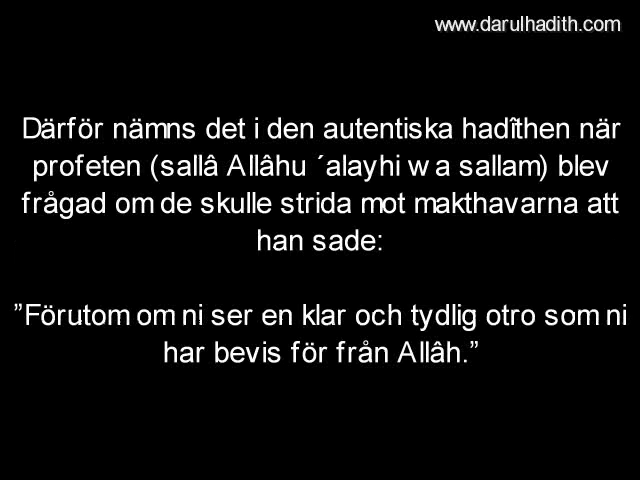 www.darulhadith.com
Därför nämns det i den autentiska hadîthen när
profeten (sallâ Allâhu ´alayhi wa sallam) blev
frågad om de skulle strida mot makthavarna att
han sade:
”Förutom om ni ser en klar och tydlig otro som ni
har bevis för från Allâh.”